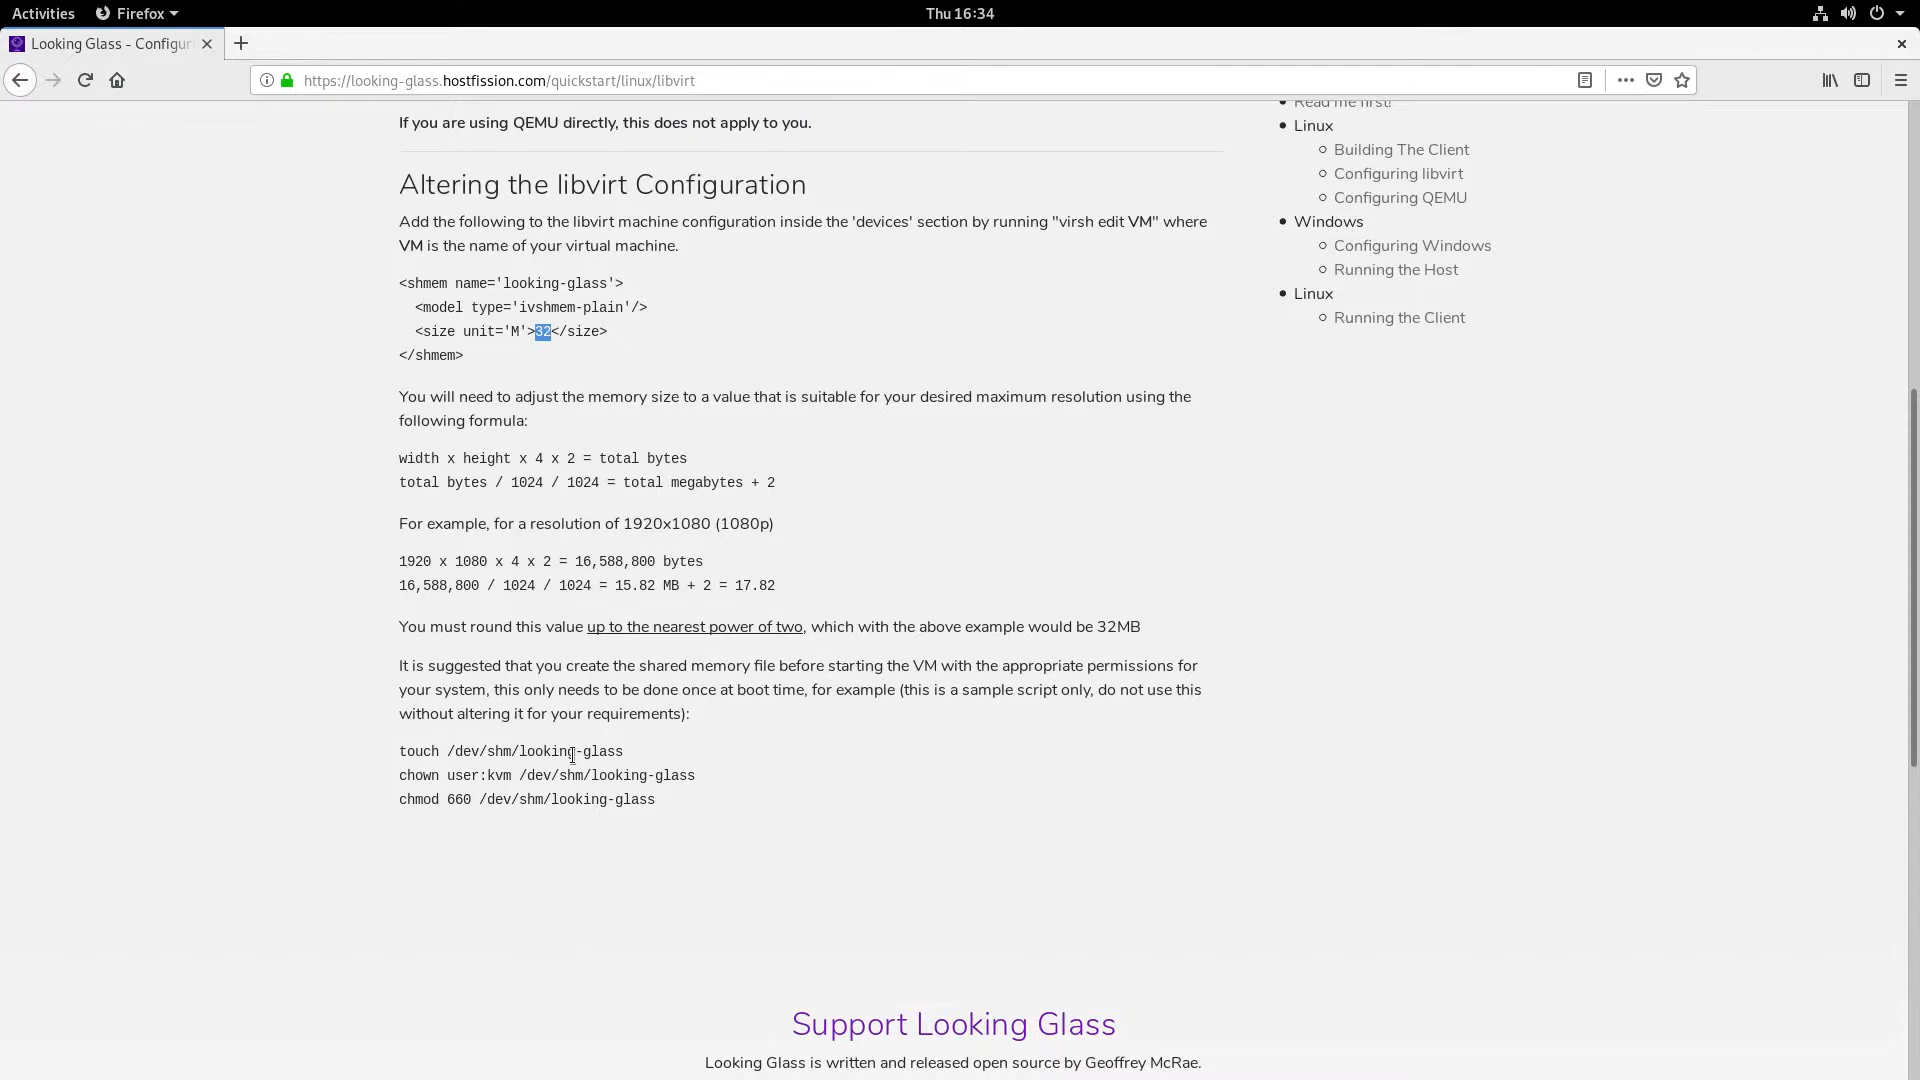 Activities
Firefox
Thu 16:34
Looking Glass - Configur
https://looking-glass.hostfission.com/quickstart/linux/libvirt
If you are using QEMU directly, this does not apply to you.
Altering the libvirt Configuration
Add the following to the libvirt machine configuration inside the 'devices' section by running "virsh edit VM" where
VM is the name of your virtual machine.
<shmem name='looking-glass'>
<model type='ivshmem-plain'/>
<size unit='M'>32</size>
</shmem>
You will need to adjust the memory size to a value that is suitable for your desired maximum resolution using the
following formula:
width x height x 4 x 2 = total bytes
total bytes / 1024 / 1024 = total megabytes + 2
For example, for a resolution of 1920x1080 (1080p)
1920 x 1080 x 4 x 2 = 16,588,800 bytes
16,588,800 / 1024 / 1024 = 15.82 MB + 2 = 17.82
You must round this value up to the nearest power of two, which with the above example would be 32MB
It is suggested that you create the shared memory file before starting the VM with the appropriate permissions for
your system, this only needs to be done once at boot time, for example (this is a sample script only, do not use this
without altering it for your requirements):
touch /dev/shm/looking-glass
chown user:kvm /dev/shm/looking-glass
chmod 660 /dev/shm/looking-glass
Read me first!
Linux
Building The Client
Configuring libvirt
Configuring QEMU
Windows
Configuring Windows
Running the Host
Linux
Running the Client
Support Looking Glass
Looking Glass is written and released open source by Geoffrey McRae.